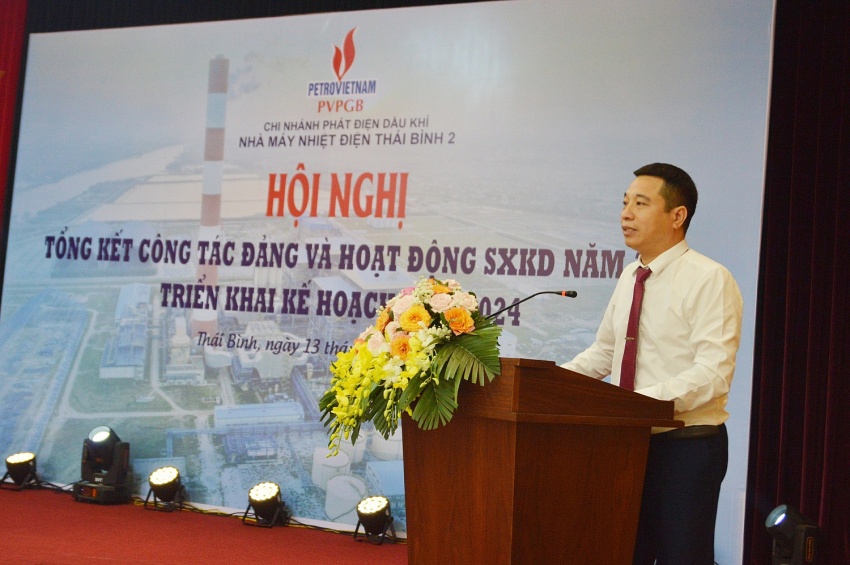 PETROVIETNAM
PVPGB
CHI NHÁNH PHÁT ĐIỆN DẦU KHÍ
NHÀ MÁY NHIỆT ĐIỆN THÁI BÌNH 2
HỘI NGHỊ
TỔNG KẾT CÔNG TÁC ĐẢNG VÀ HOẠT ĐỘNG SXKD NĂM
TRIỂN KHAI KẾ HOẠCH 2024
Thái Bình, ngày 13